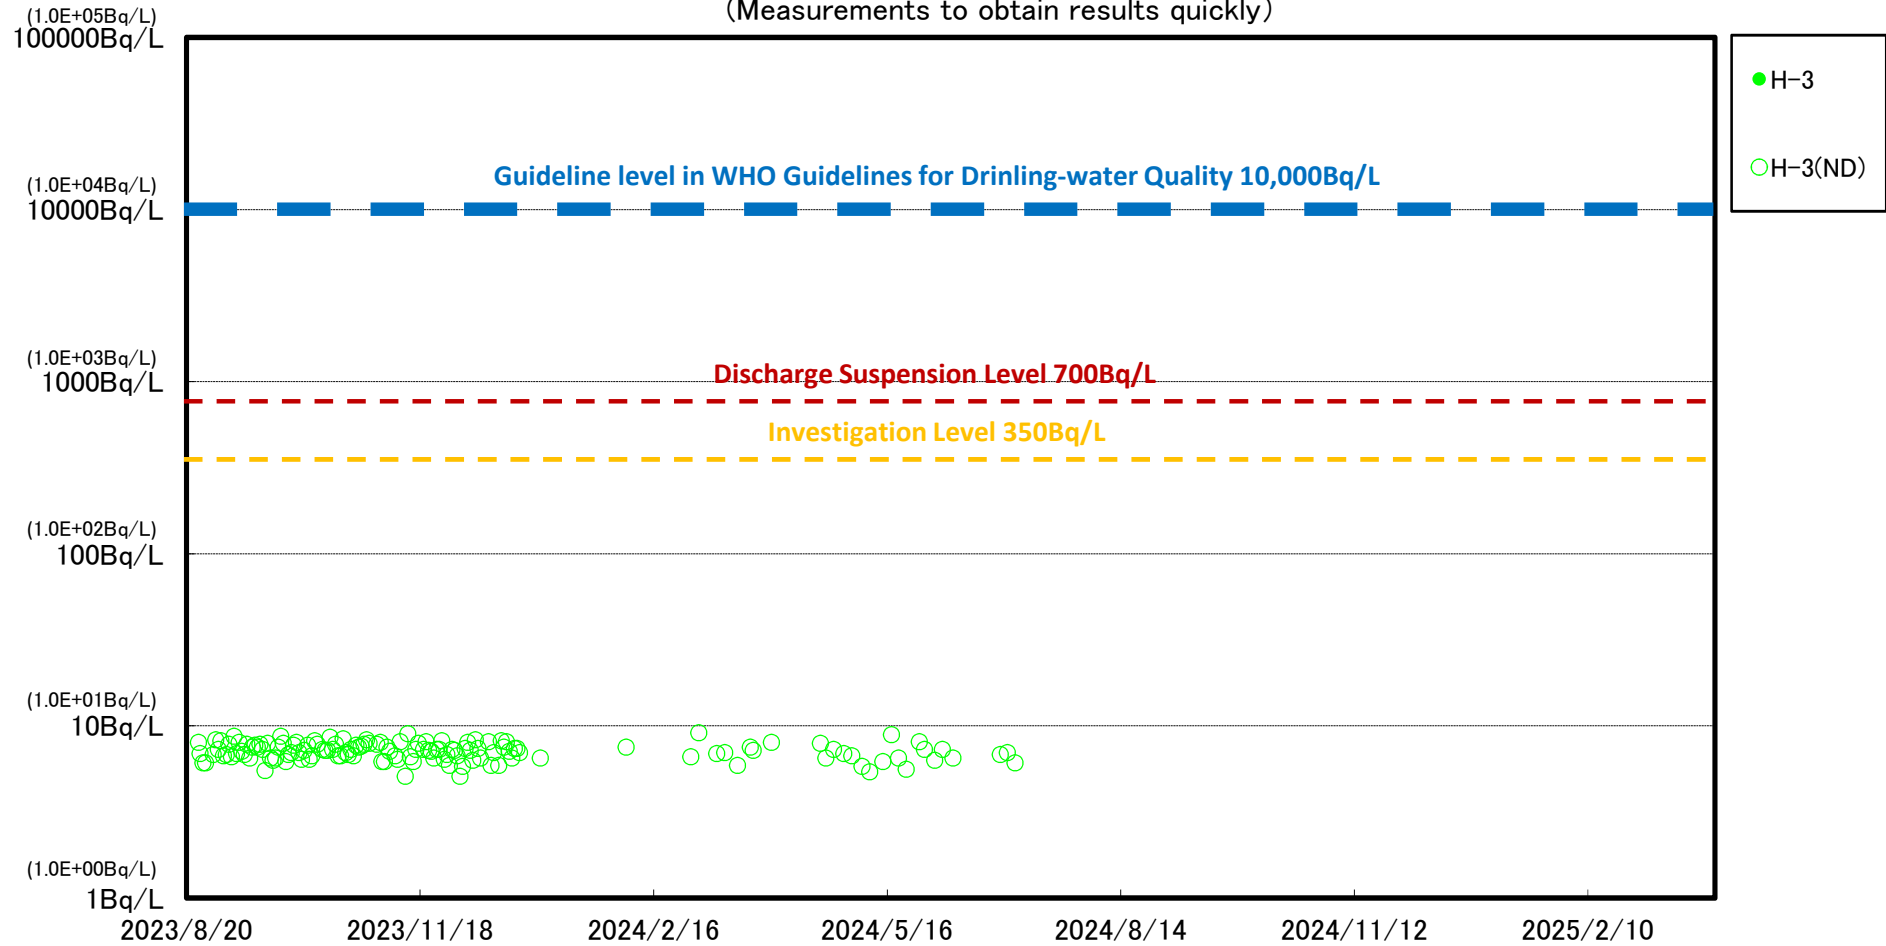 (Measurements to obtain results quickly)
(1.0E+05Bq/L)
100000Bq/L
H-3
H-3(ND)
Guideline level in WHO Guidelines for Drinling-water Quality 10,000Bq/L
(1.0E+04Bq/L)
10000Bq/L
(1.0E+03Bq/L)
1000Bq/L
Discharge Suspension Level 700Bq/L
Investigation Level 350Bq/L
(1.0E+02Bq/L)
100Bq/L
(1.0E+01Bq/L)
10Bq/L
(1.0E+00Bq/L)
1Bq/L
2023/8/20 2023/11/18 2024/2/16 2024/5/16 2024/8/14 2024/11/12 2025/2/10